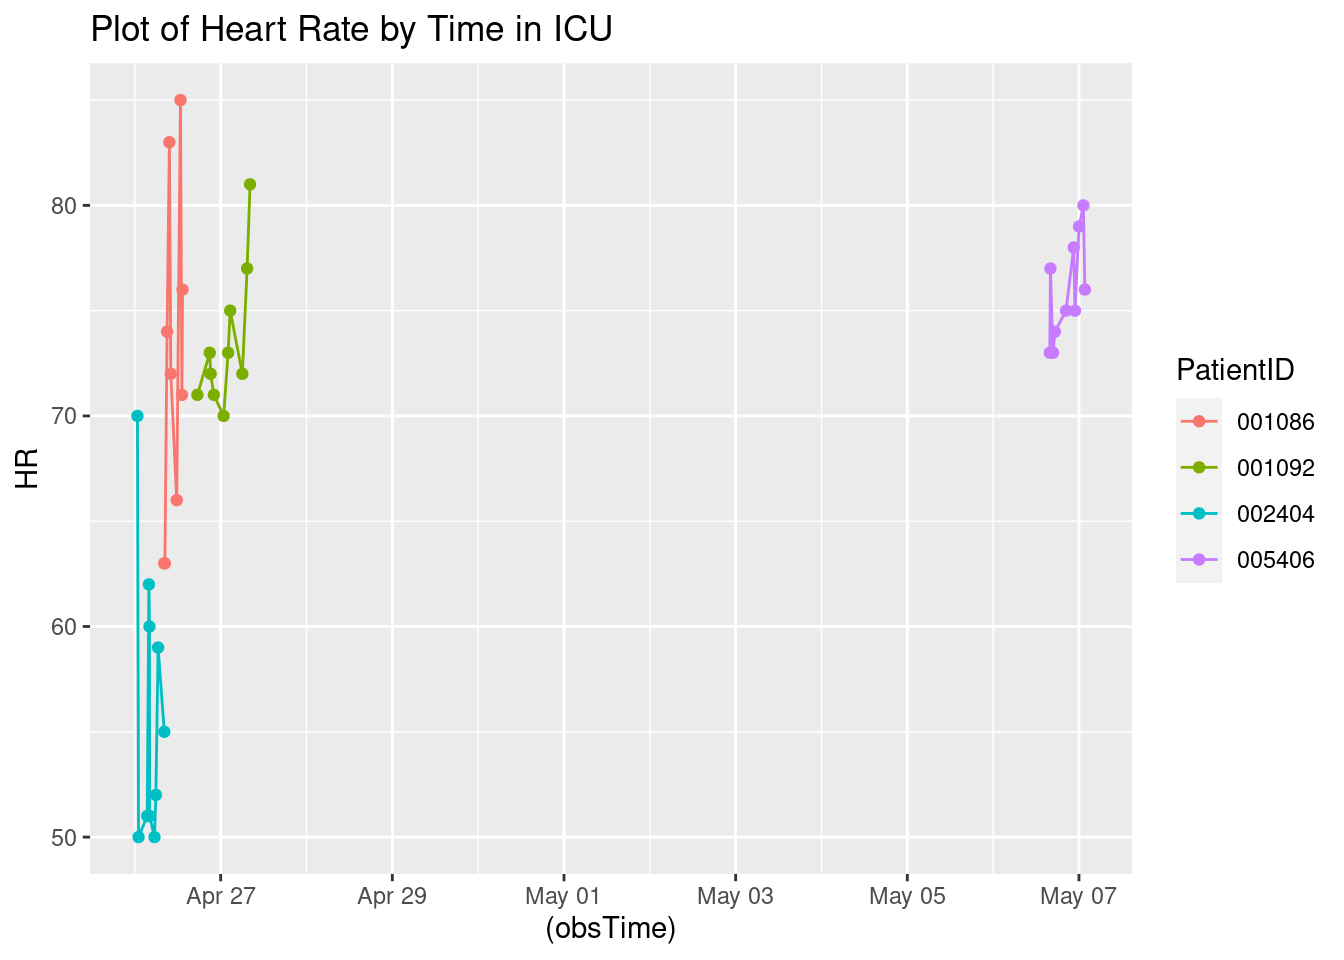 Plot of Heart Rate by Time in ICU
HR
80
70
60
50
Apr 27
Apr 29
May 01
May 03
May 05
May 07
(obsTime)
PatientID
001086
001092
002404
005406